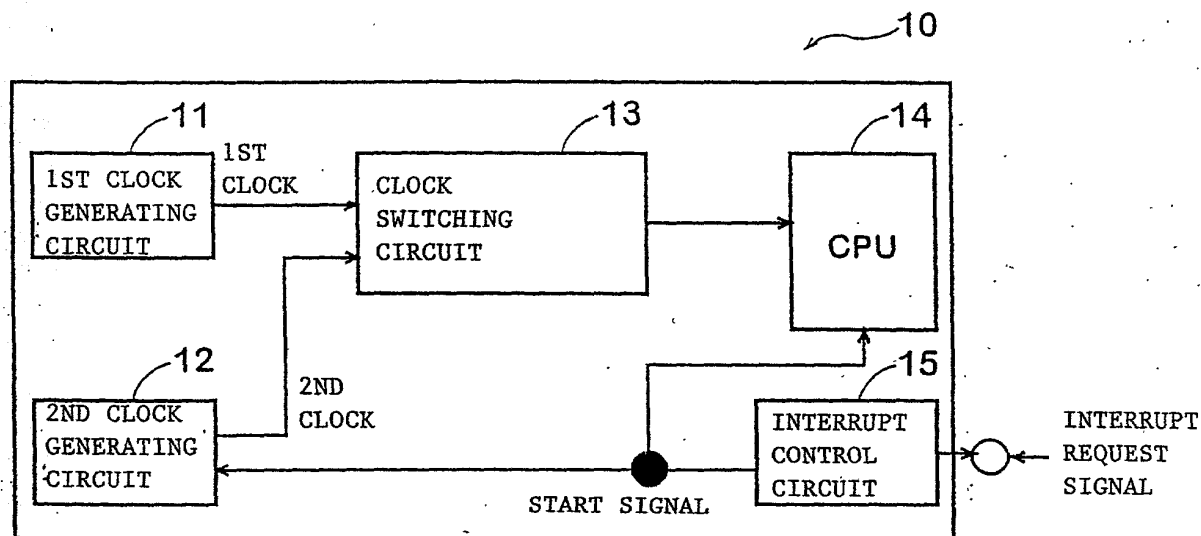 10
11
1ST CLOCK
GENERATING
CIRCUIT
1ST
CLOCK
13
CLOCK
SWITCHING
CIRCUIT
14
CPU
12
2ND CLOCK
GENERATING
CIRCUIT
2ND
CLOCK
START SIGNAL
15
INTERRUPT
CONTROL
CIRCUIT
INTERRUPT
REQUEST
SIGNAL